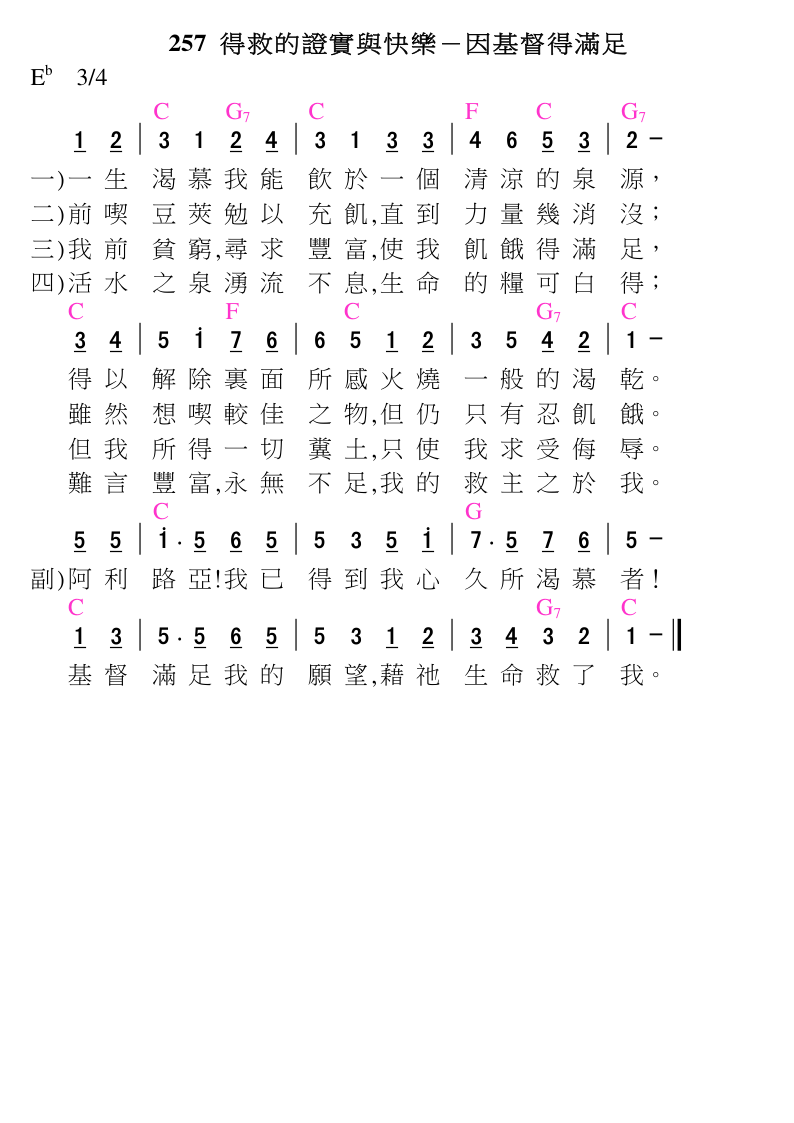 257 得救的證實與快樂－因基督得滿足
E♭ 3/4
C G7 C F C G7
1 2 | 3 1 2 4 | 3 1 3 3 | 4 6 5 3 | 2 –
一)一生渴慕我能飲於一個清涼的泉源，
二)前喫豆莢勉以充飢,直到力量幾消沒；
三)我前貧窮,尋求豐富,使我飢餓得滿足，
四)活水之泉湧流不息,生命的糧可白得；
C F C G7 C
3 4 | 5 i 7 6 | 6 5 1 2 | 3 5 4 2 | 1 –
得以解除裏面所感火燒一般的渴乾。
雖然想喫較佳之物,但仍只有忍飢餓。
但我所得一切糞土,只使我求受侮辱。
難言豐富,永無不足,我的救主之於我。
C G
5 5 | i · 5 6 5 | 5 3 5 i | 7 · 5 7 6 | 5 –
副)阿利路亞!我已得到我心久所渴慕者!
C G7 C
1 3 | 5 · 5 6 5 | 5 3 1 2 | 3 4 3 2 | 1 – ‖
基督滿足我的願望,藉祂生命救了我。